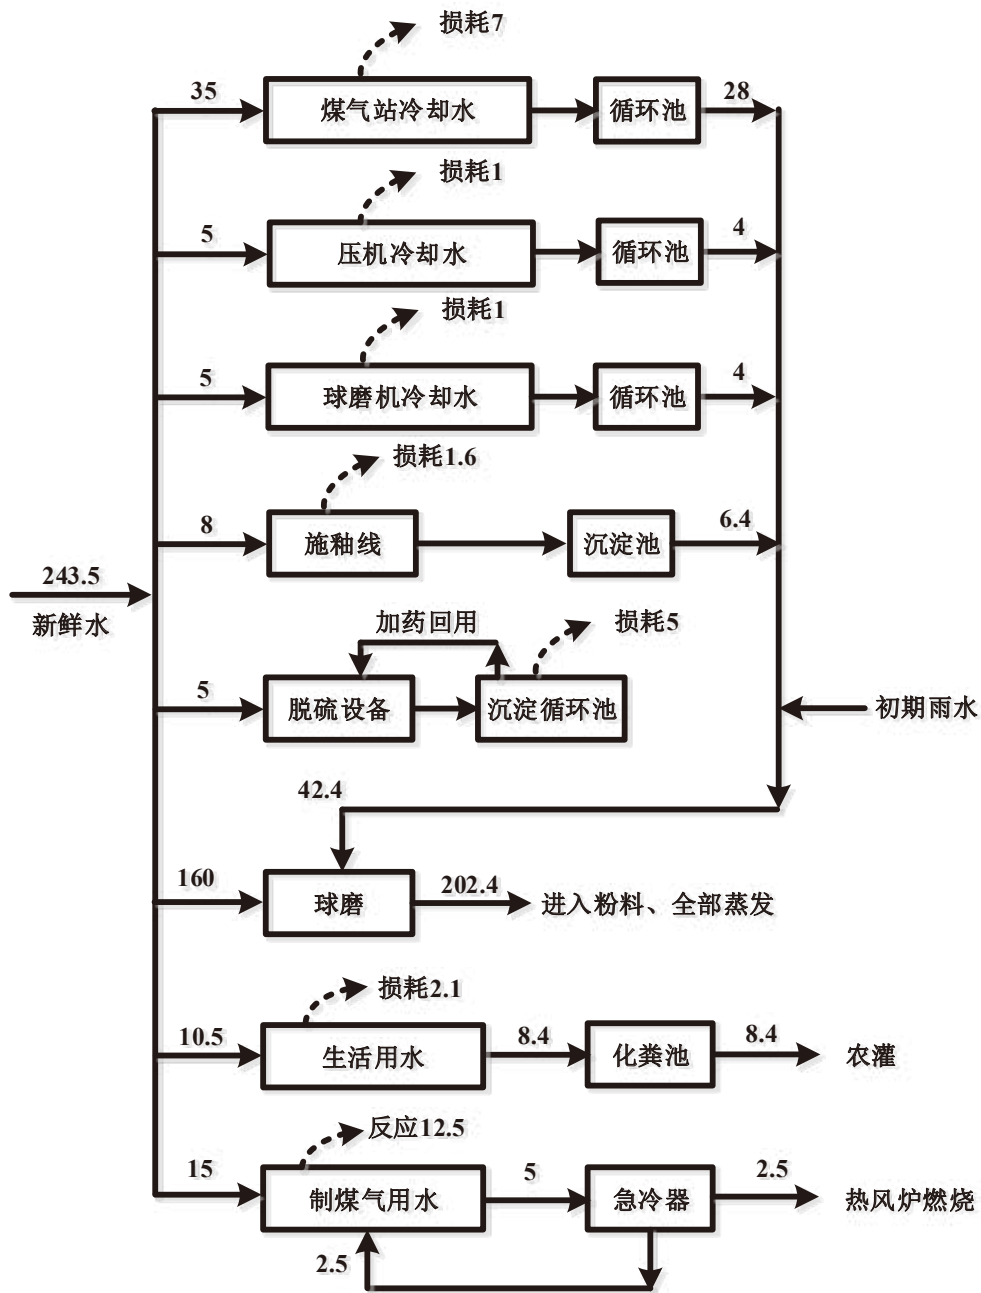 损耗7
35
煤气站冷却水
循环池
28
损耗1
5
压机冷却水
循环池
4
损耗1
5
球磨机冷却水
循环池
4
损耗1.6
8
施釉线
沉淀池
6.4
243.5
新鲜水
加药回用
损耗5
5
脱硫设备
沉淀循环池
初期雨水
42.4
160
球磨
202.4
进入粉料、全部蒸发
损耗2.1
10.5
生活用水
8.4
化粪池
8.4
农灌
反应12.5
15
制煤气用水
5
急冷器
2.5
热风炉燃烧
2.5